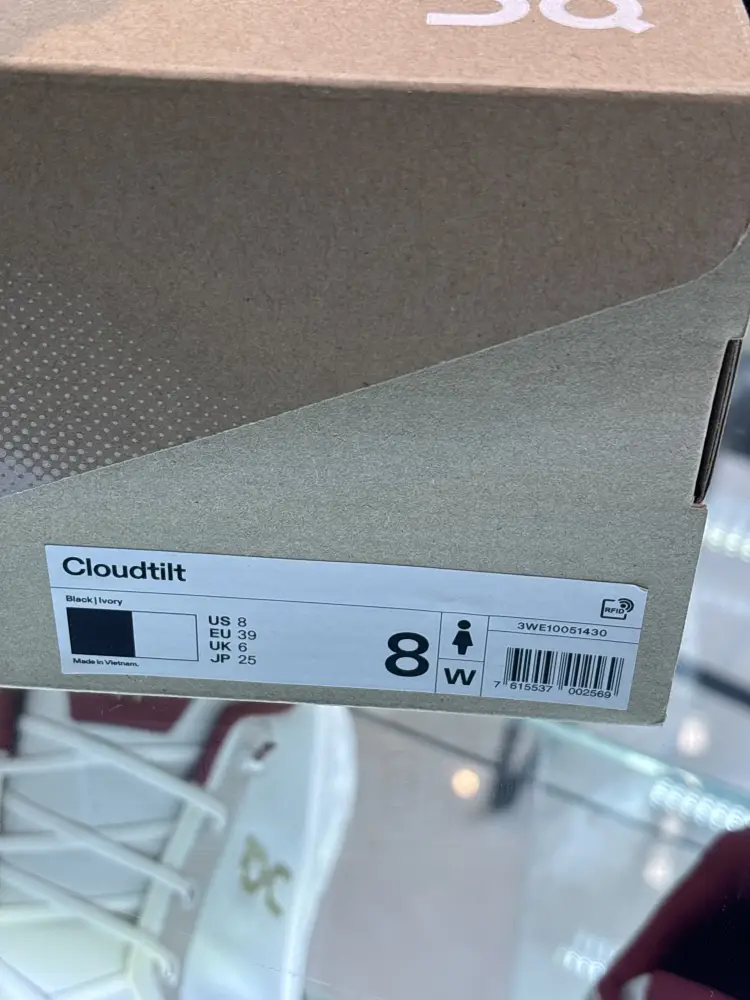 Cloudtilt
Black | Ivory
Made in Vietnam.
US 8
EU 39
UK 6
JP 25
8
W
RFID
3WE10051430
7 615537 002569